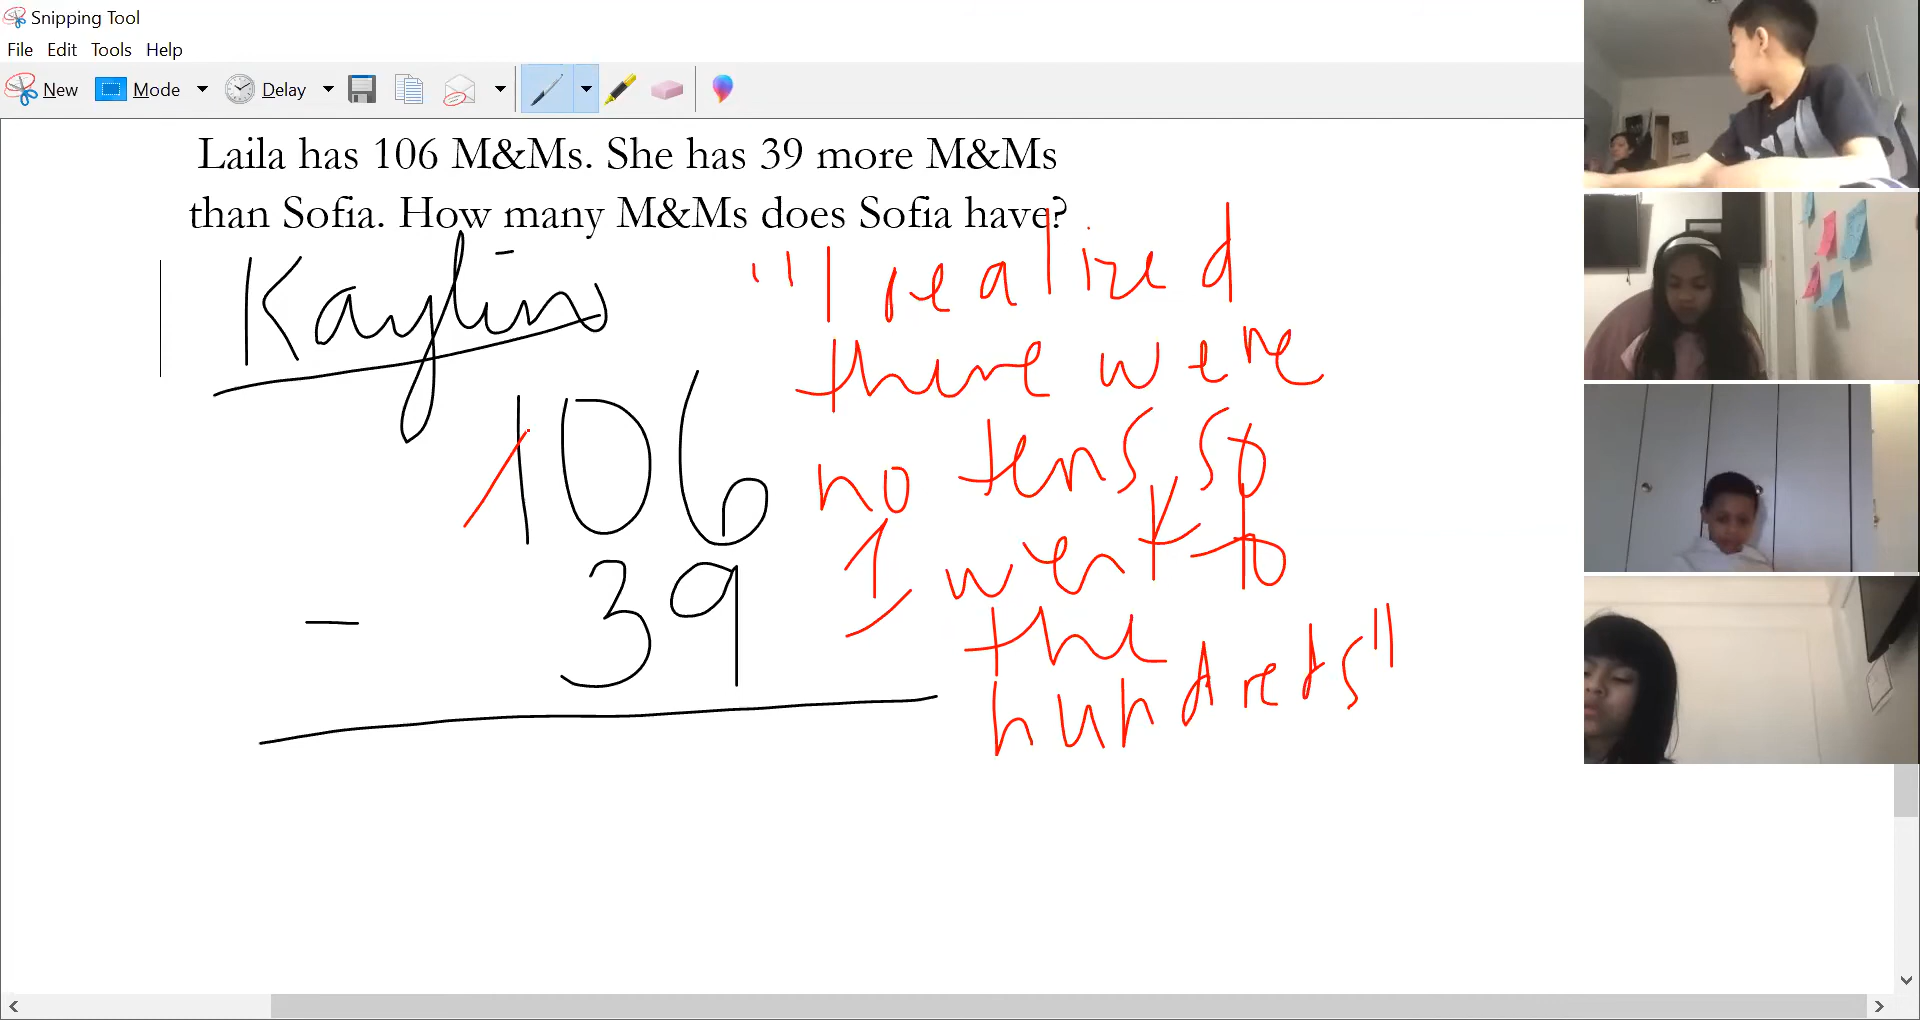 Snipping Tool
File Edit Tools Help
New Mode Delay
Laila has 106 M&Ms. She has 39 more M&Ms
than Sofia. How many M&Ms does Sofia have?
Kaylin
"I realized
there were
no tens, so
I went to
the
hundreds"
106
- 39